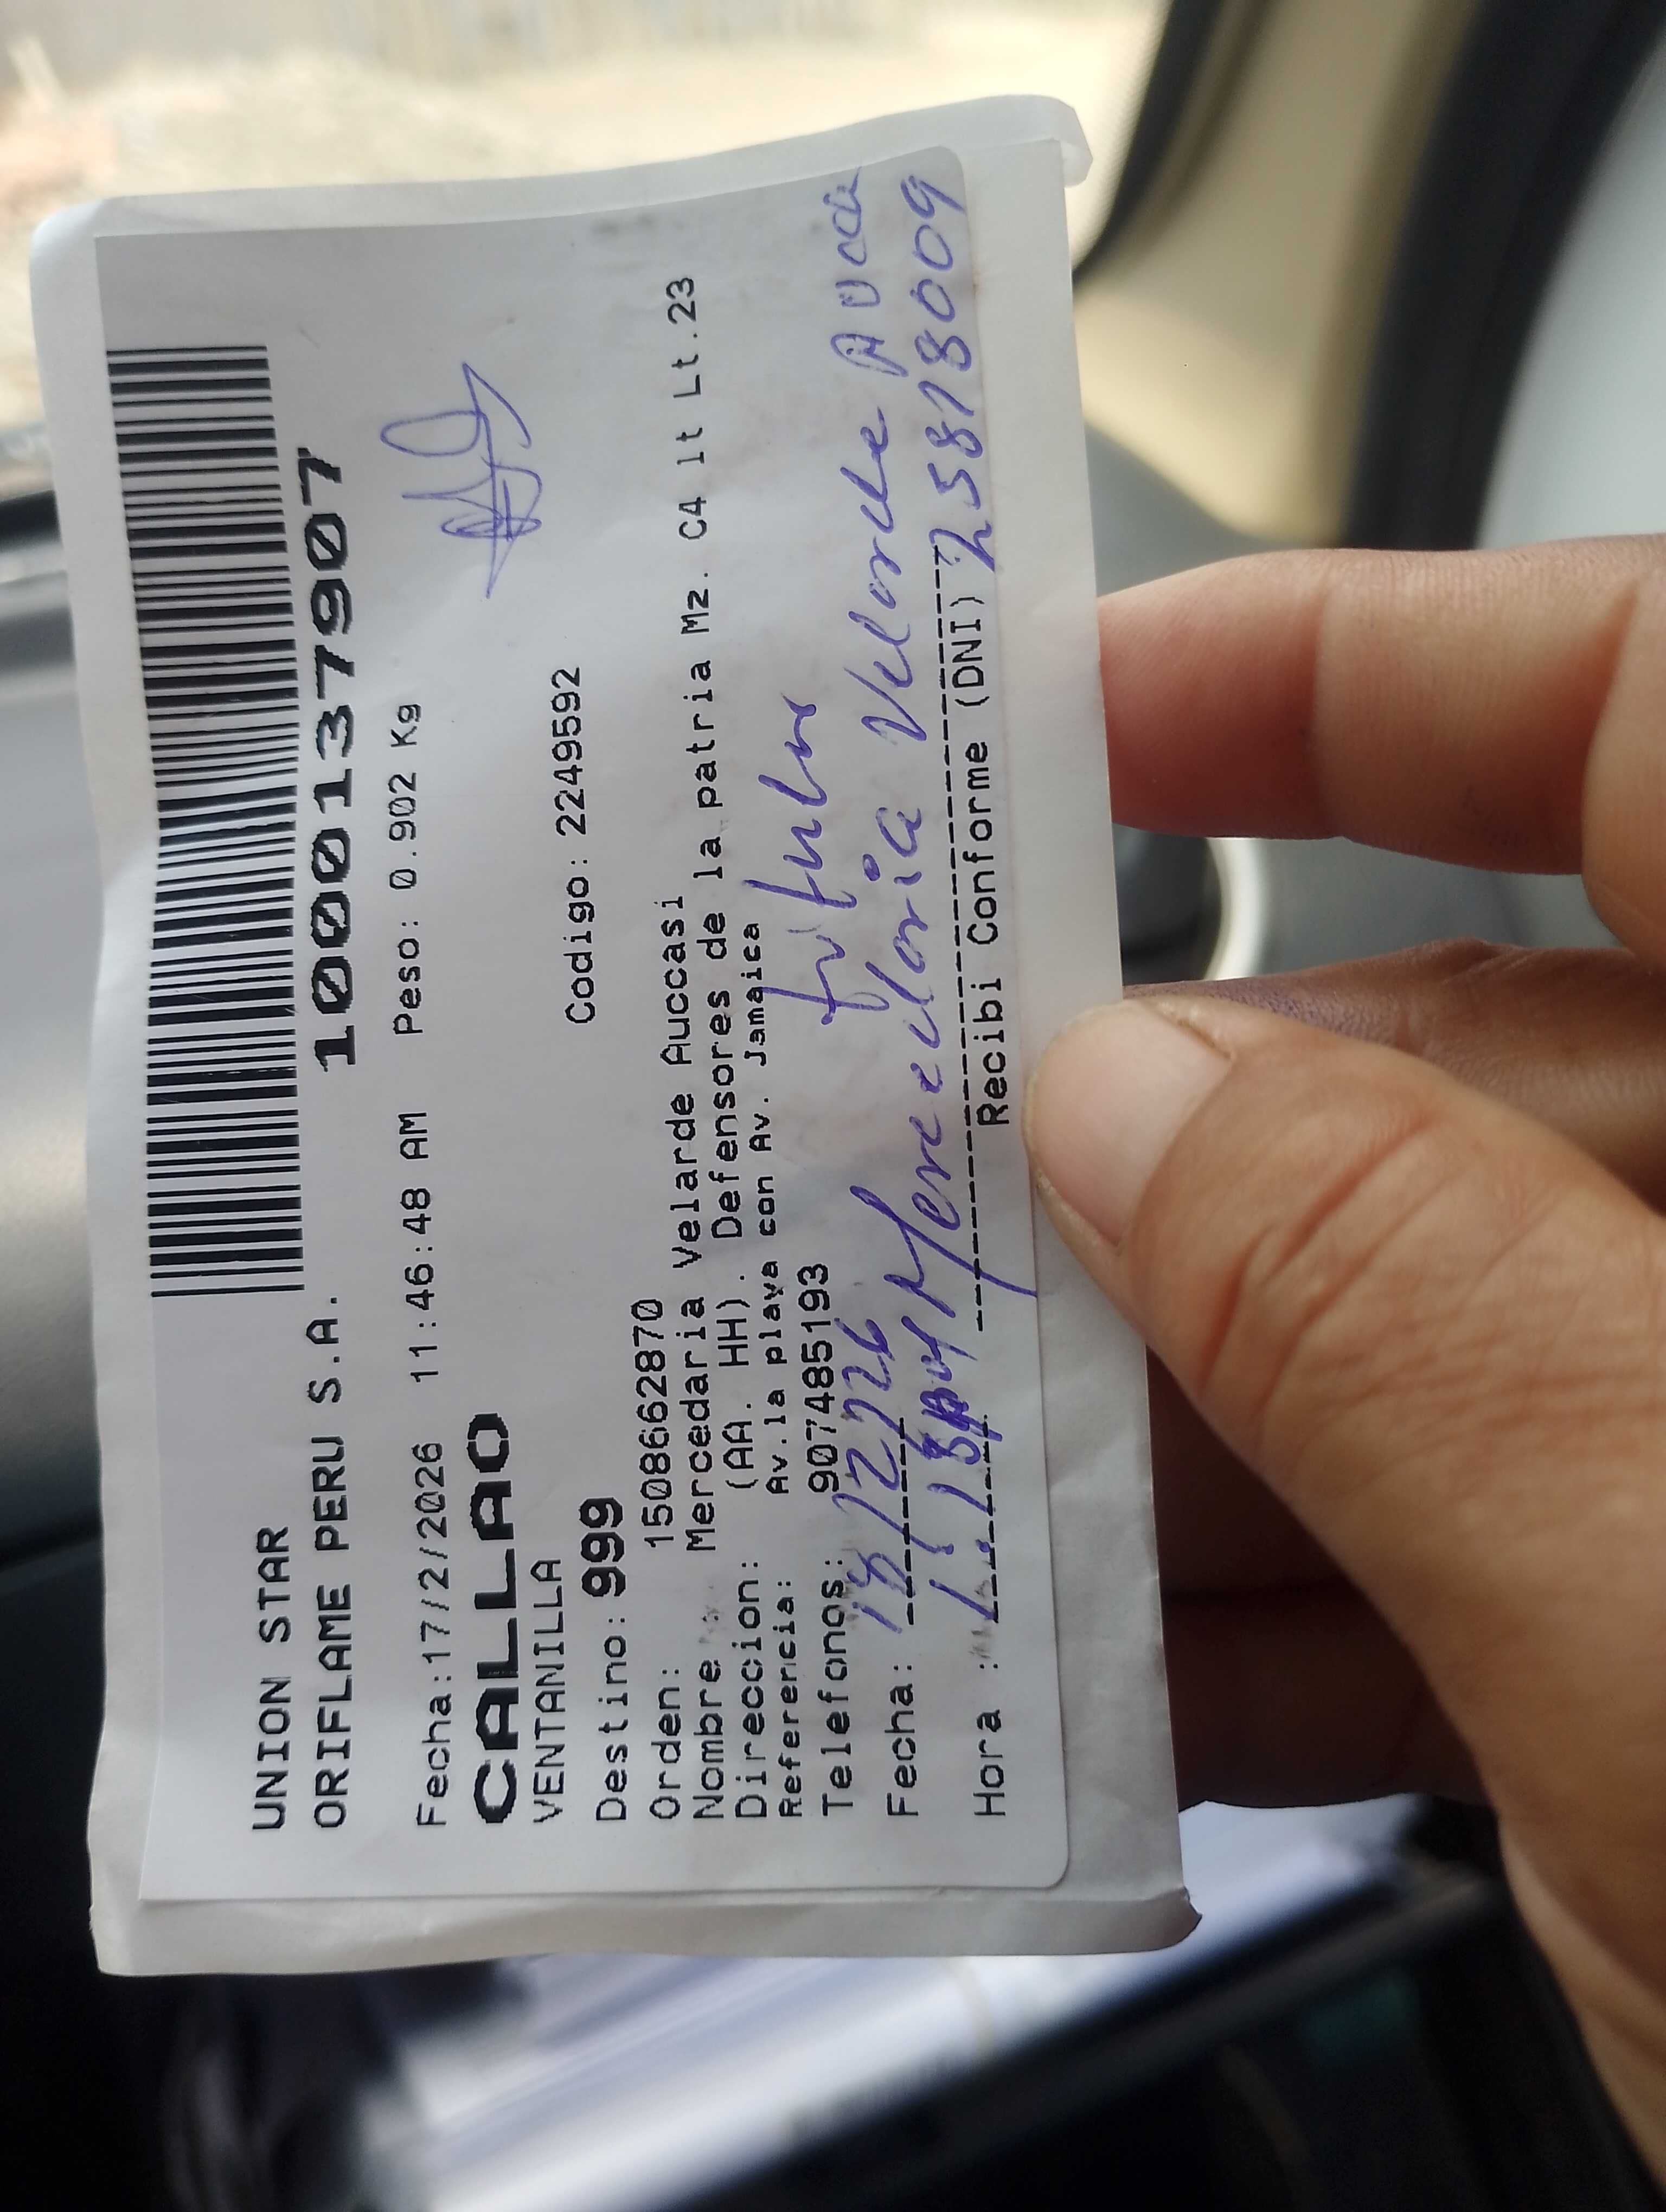 UNION STAR
ORIFLAME PERU S.A.
1000137907
Fecha:17/2/2026 11:46:48 AM Peso: 0.902 Kg
CALLAO
VENTANILLA
Destino: 999 Codigo: 2249592
Orden: 1508662870
Nombre Mercedaria Velarde Auccasi
Direccion: (AA. HH). Defensores de la patria Mz. C4 lt Lt.23
Referencia: Av.la playa con Av. Jamaica
Telefonos: 907485193
titular
Fecha: 18/2/26 Mercedaria Velarde
Hora : 25818009
Recibi Conforme (DNI)